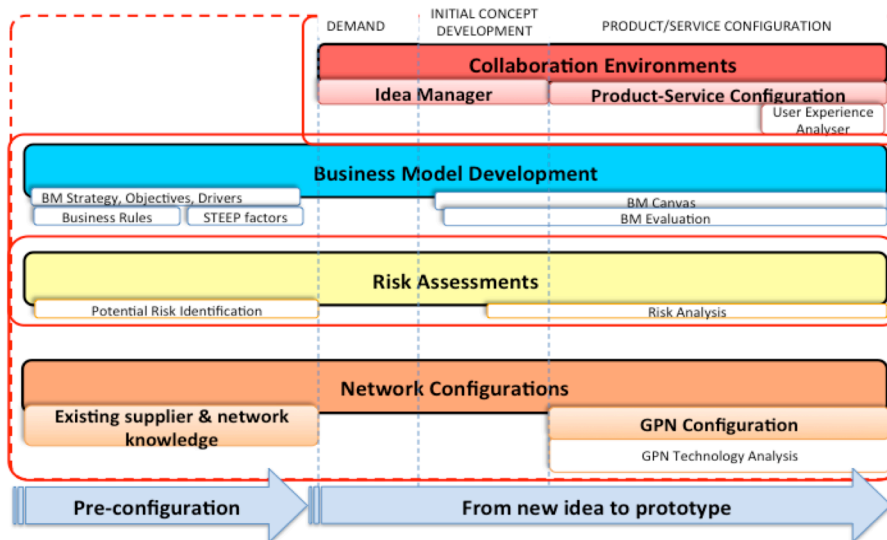 DEMAND
INITIAL CONCEPT
DEVELOPMENT
PRODUCT/SERVICE CONFIGURATION
Collaboration Environments
Idea Manager
Product-Service Configuration
User Experience
Analyser
Business Model Development
BM Strategy, Objectives, Drivers
BM Canvas
Business Rules
STEEP factors
BM Evaluation
Risk Assessments
Potential Risk Identification
Risk Analysis
Network Configurations
Existing supplier & network
knowledge
GPN Configuration
GPN Technology Analysis
Pre-configuration
From new idea to prototype